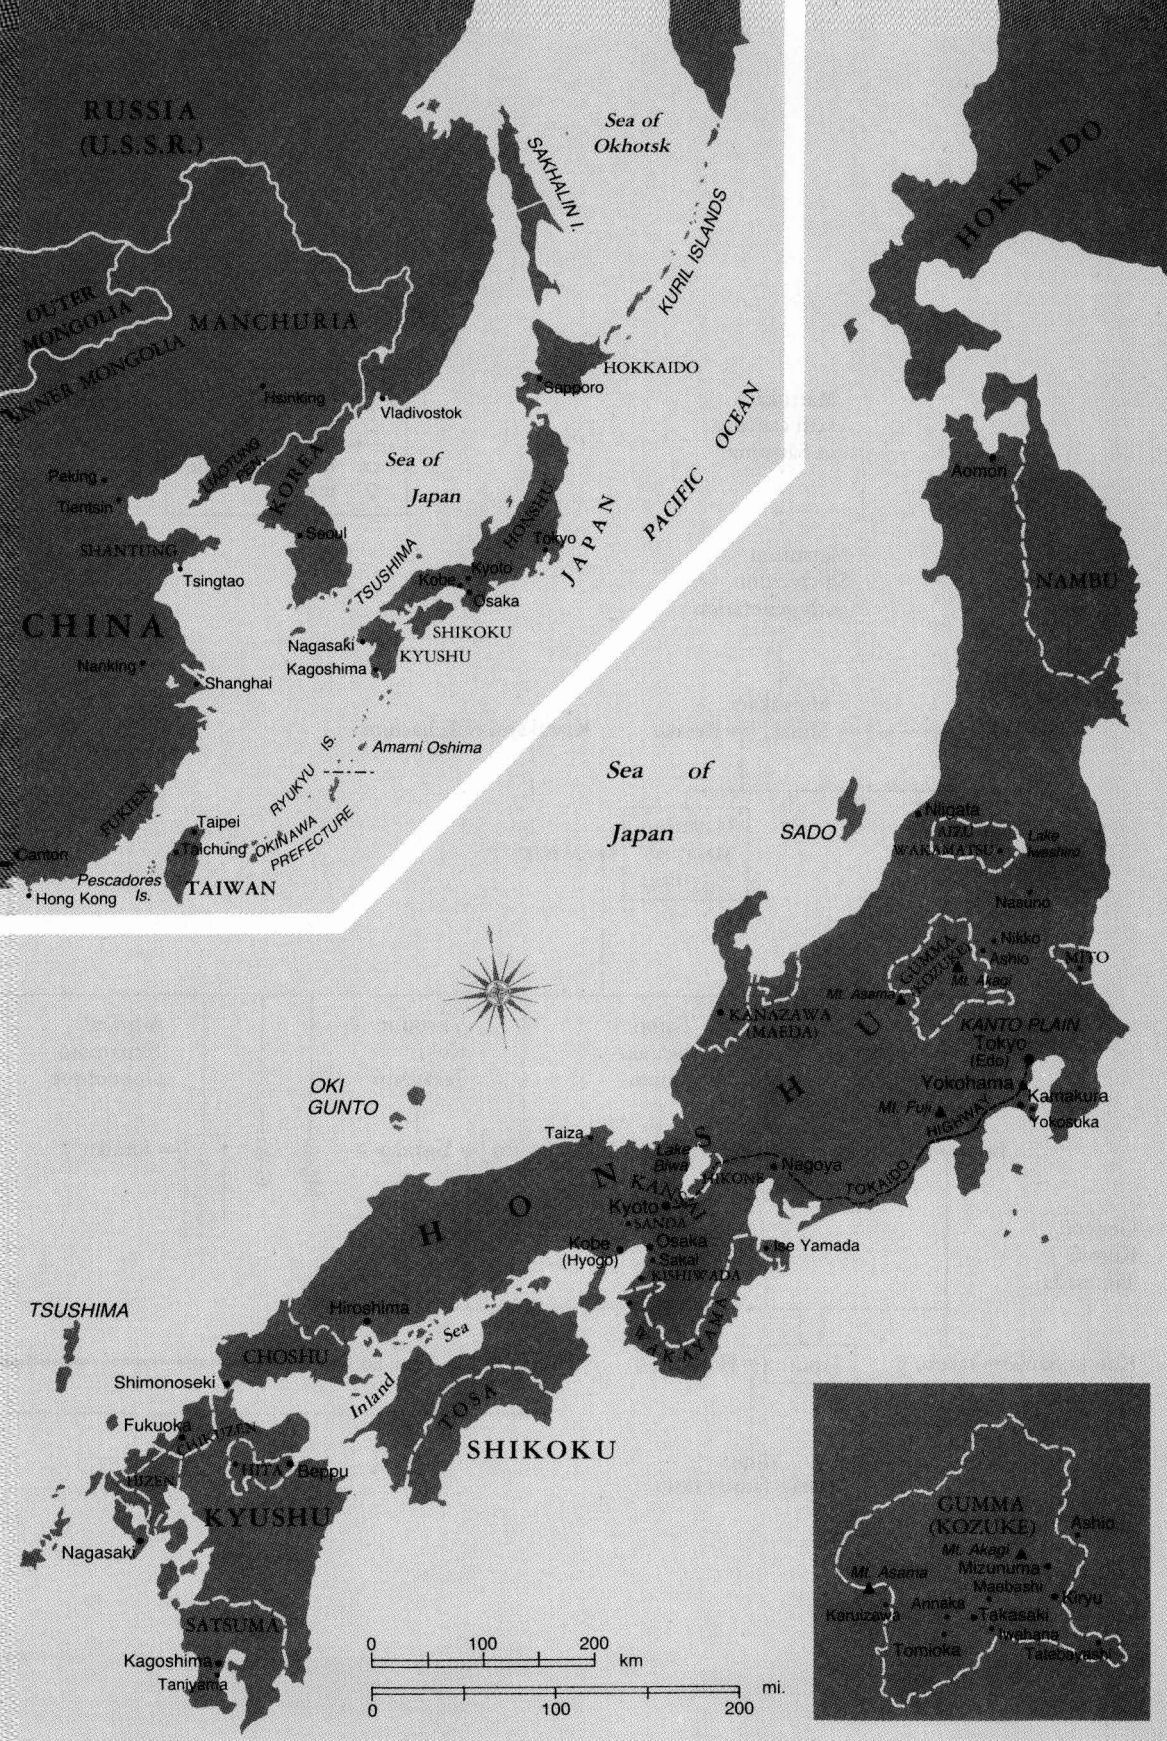 RUSSIA
(U.S.S.R.)
Sea of
Okhotsk
SAKHALIN I.
KURIL ISLANDS
OUTER
MONGOLIA
MANCHURIA
INNER MONGOLIA
Hsinking
Vladivostok
HOKKAIDO
Sapporo
PACIFIC OCEAN
Sea of
Japan
Peking
Tientsin
LIAOTUNG
PEN.
KOREA
Seoul
SHANTUNG
Tsingtao
HONSHU
Tokyo
JAPAN
TSUSHIMA
Kyoto
Kobe
Osaka
CHINA
SHIKOKU
Nagasaki
KYUSHU
Kagoshima
Nanking
Shanghai
Amami Oshima
RYUKYU IS.
OKINAWA
PREFECTURE
FUKIEN
Taipei
Taichung
Canton
Pescadores
Is.
TAIWAN
Hong Kong
HOKKAIDO
Aomori
NAMBU
Sea of
Japan
SADO
Niigata
AIZU
WAKAMATSU
Lake
Iweshiro
Nasuno
GUMMA
(KOZUKE)
Nikko
Ashio
MITO
Mt. Asama
Mt. Akagi
KANAZAWA
(MAEDA)
KANTO PLAIN
Tokyo
(Edo)
Yokohama
Kamakura
Mt. Fuji
HIGHWAY
Yokosuka
OKI
GUNTO
Taiza
HONSHU
Lake
Biwa
HIKONE
Nagoya
TOKAIDO
KANSAI
Kyoto
SANDA
Kobe
(Hyogo)
Osaka
Sakai
Ise Yamada
KISHIWADA
WAKAYAMA
TSUSHIMA
Hiroshima
Inland Sea
CHOSHU
Shimonoseki
TOSA
SHIKOKU
Fukuoka
CHIKUZEN
HITA
Beppu
HIZEN
KYUSHU
Nagasaki
SATSUMA
Kagoshima
Taniyama
0 100 200
km
mi.
0 100 200
GUMMA
(KOZUKE)
Ashio
Mt. Akagi
Mizunuma
Mt. Asama
Maebashi
Kiryu
Annaka
Karuizawa
Takasaki
Iwahana
Tomioka
Tatebayashi